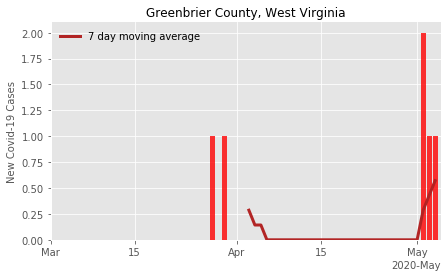 Greenbrier County, West Virginia
7 day moving average
New Covid-19 Cases
2.00
1.75
1.50
1.25
1.00
0.75
0.50
0.25
0.00
Mar
15
Apr
15
May
2020-May